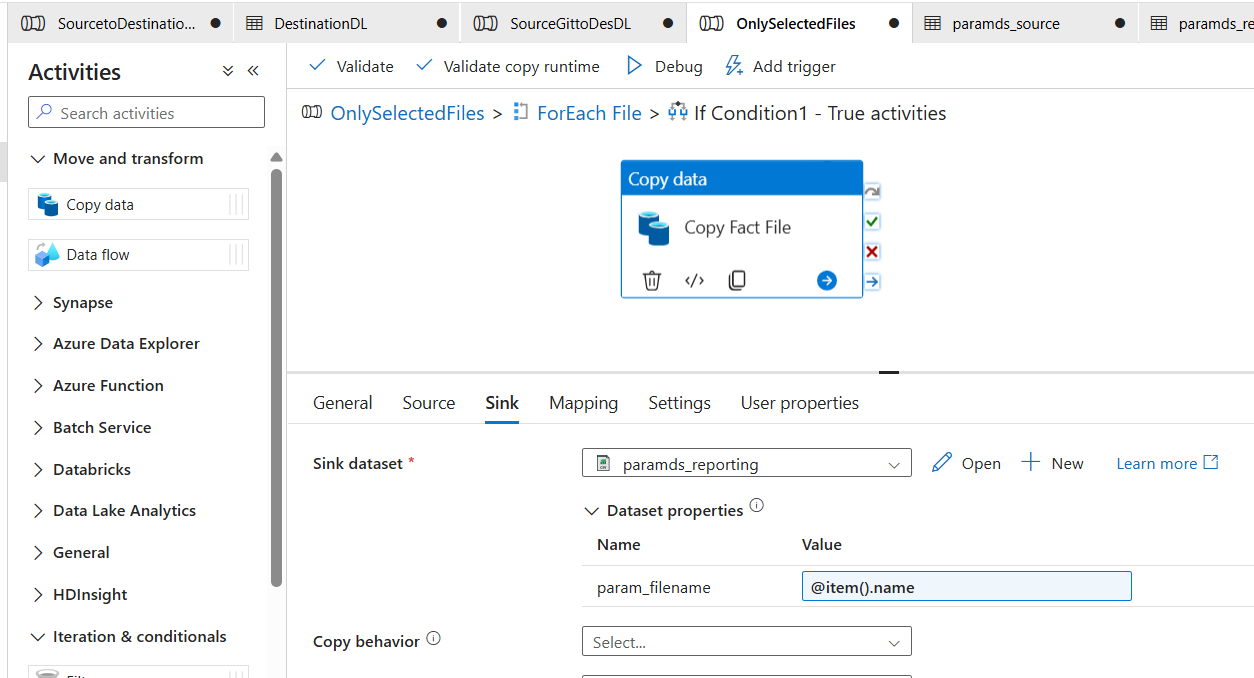 SourcetoDestinatio...
DestinationDL
SourceGittoDesDL
OnlySelectedFiles
paramds_source
paramds_re
Activities
Validate
Validate copy runtime
Debug
Add trigger
Search activities
OnlySelectedFiles > ForEach File > If Condition1 - True activities
Move and transform
Copy data
Data flow
Synapse
Azure Data Explorer
Azure Function
Batch Service
Databricks
Data Lake Analytics
General
HDInsight
Iteration & conditionals
Copy data
Copy Fact File
General
Source
Sink
Mapping
Settings
User properties
Sink dataset *
paramds_reporting
Open
New
Learn more
Dataset properties
Name
Value
param_filename
@item().name
Copy behavior
Select...